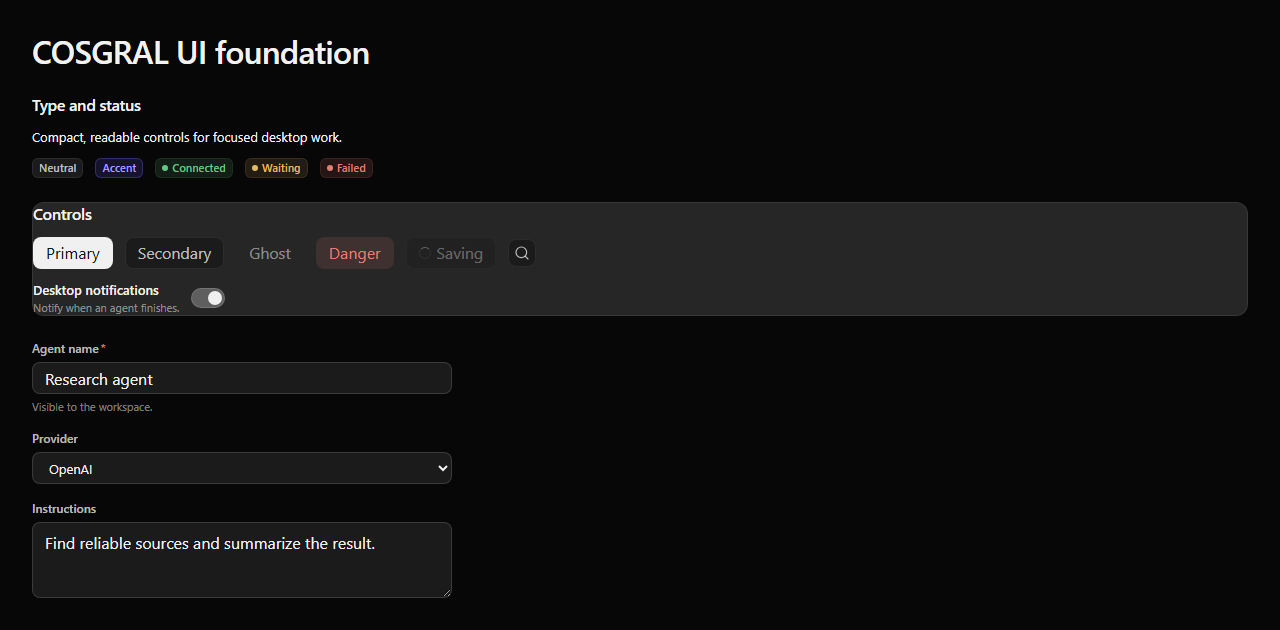 COSGRAL UI foundation
Type and status
Compact, readable controls for focused desktop work.
Neutral Accent Connected Waiting Failed
Controls
Primary Secondary Ghost Danger Saving
Desktop notifications
Notify when an agent finishes.
Agent name*
Research agent
Visible to the workspace.
Provider
OpenAI
Instructions
Find reliable sources and summarize the result.